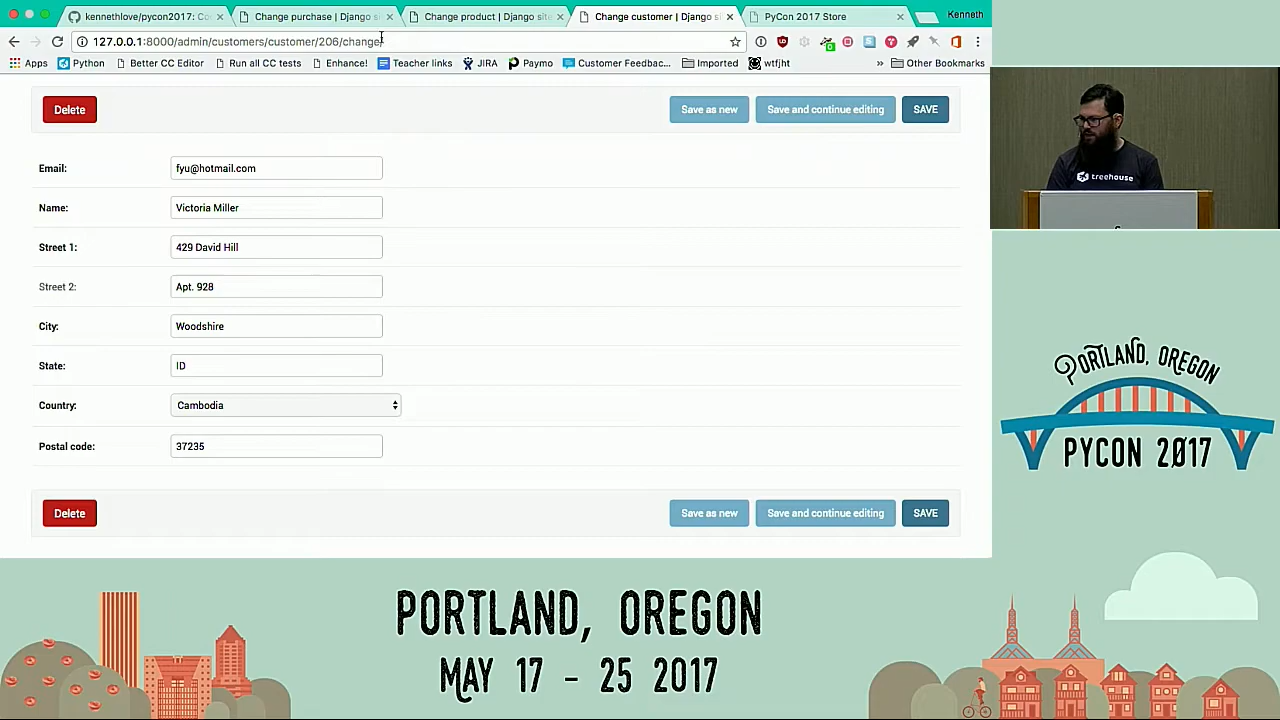 kennethlove/pycon2017: Co
Change purchase | Django s
Change product | Django site
Change customer | Django si
PyCon 2017 Store
Kenneth
127.0.0.1:8000/admin/customers/customer/206/change/
Apps
Python
Better CC Editor
Run all CC tests
Enhance!
Teacher links
JIRA
Paymo
Customer Feedbac...
Imported
wtfjht
»
Other Bookmarks
Delete
Save as new
Save and continue editing
SAVE
Email:
fyu@hotmail.com
Name:
Victoria Miller
Street 1:
429 David Hill
Street 2:
Apt. 928
City:
Woodshire
State:
ID
Country:
Cambodia
Postal code:
37235
Delete
Save as new
Save and continue editing
SAVE
treehouse
PORTLAND, OREGON
PYCON 2017
PORTLAND, OREGON
MAY 17 - 25 2017